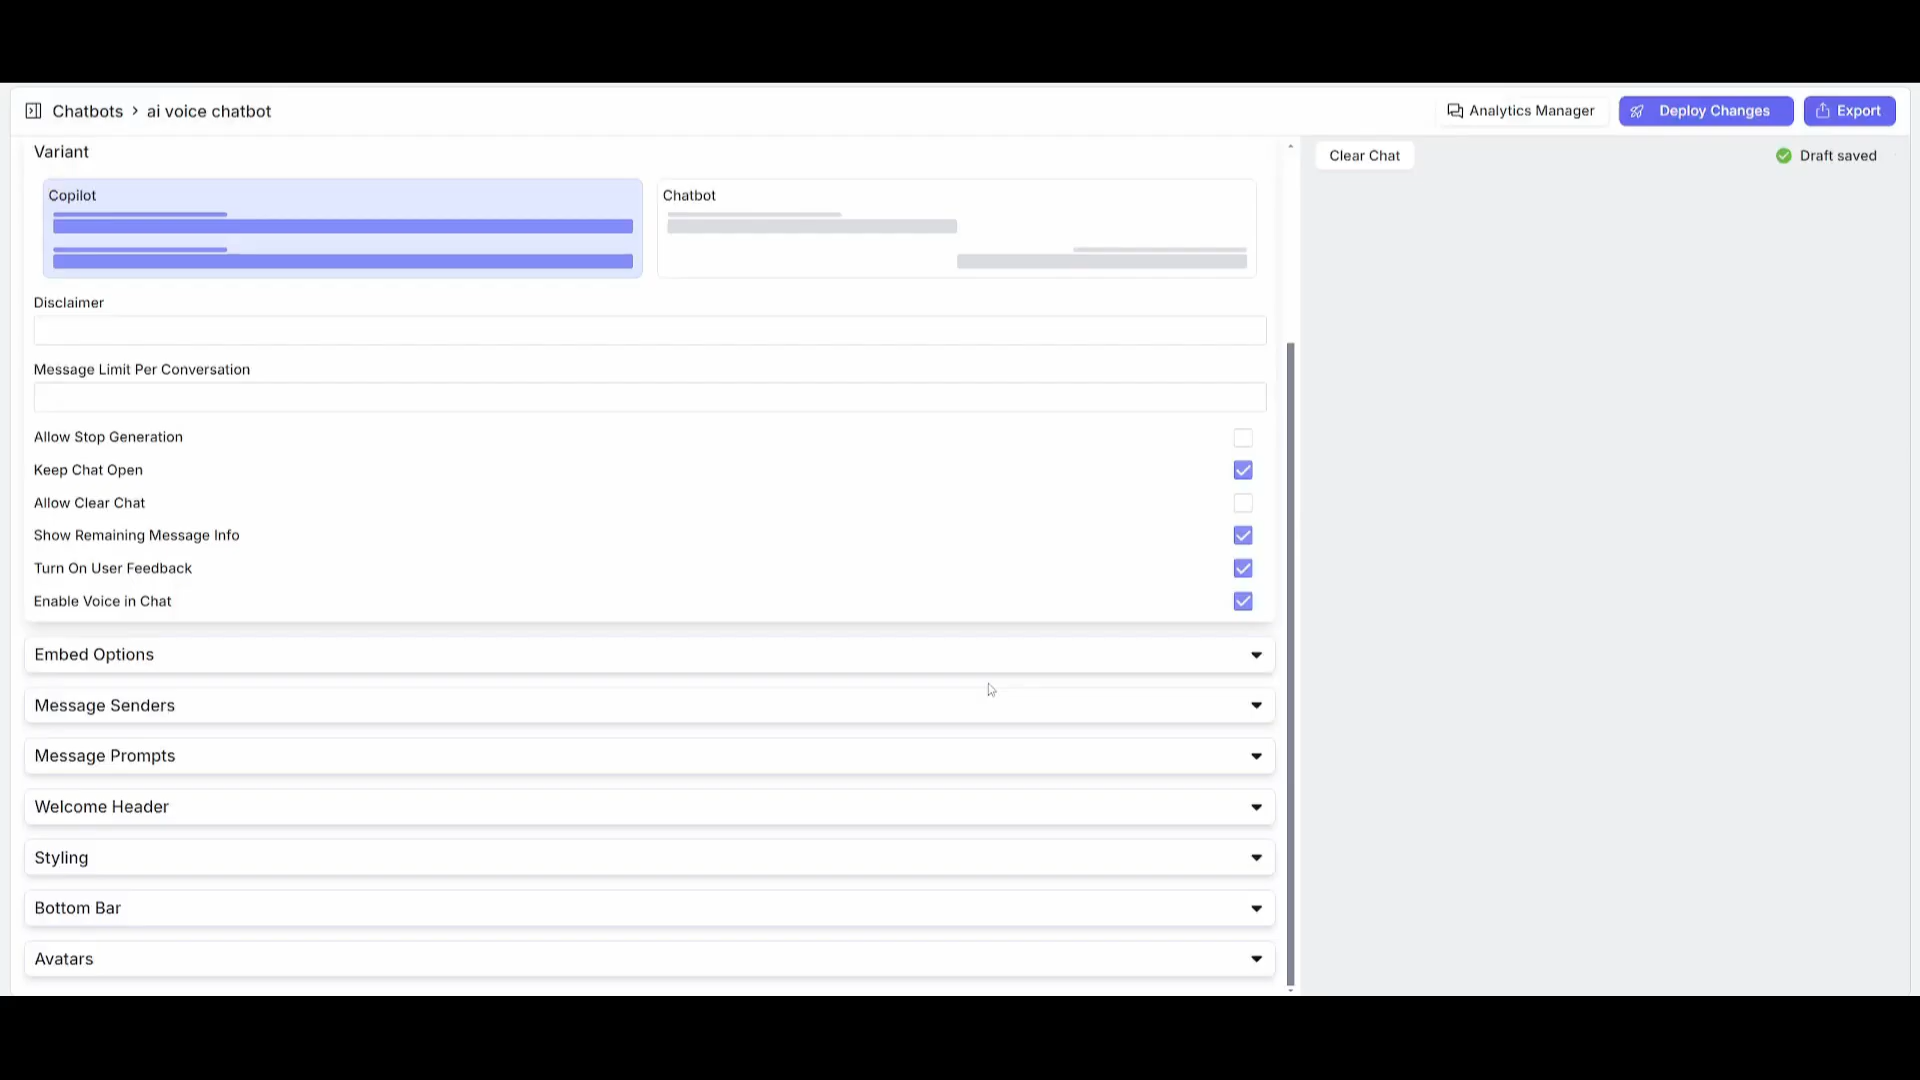 Chatbots > ai voice chatbot
Analytics Manager
Deploy Changes
Export
Variant
Clear Chat
Draft saved
Copilot
Chatbot
Disclaimer
Message Limit Per Conversation
Allow Stop Generation
Keep Chat Open
Allow Clear Chat
Show Remaining Message Info
Turn On User Feedback
Enable Voice in Chat
Embed Options
Message Senders
Message Prompts
Welcome Header
Styling
Bottom Bar
Avatars